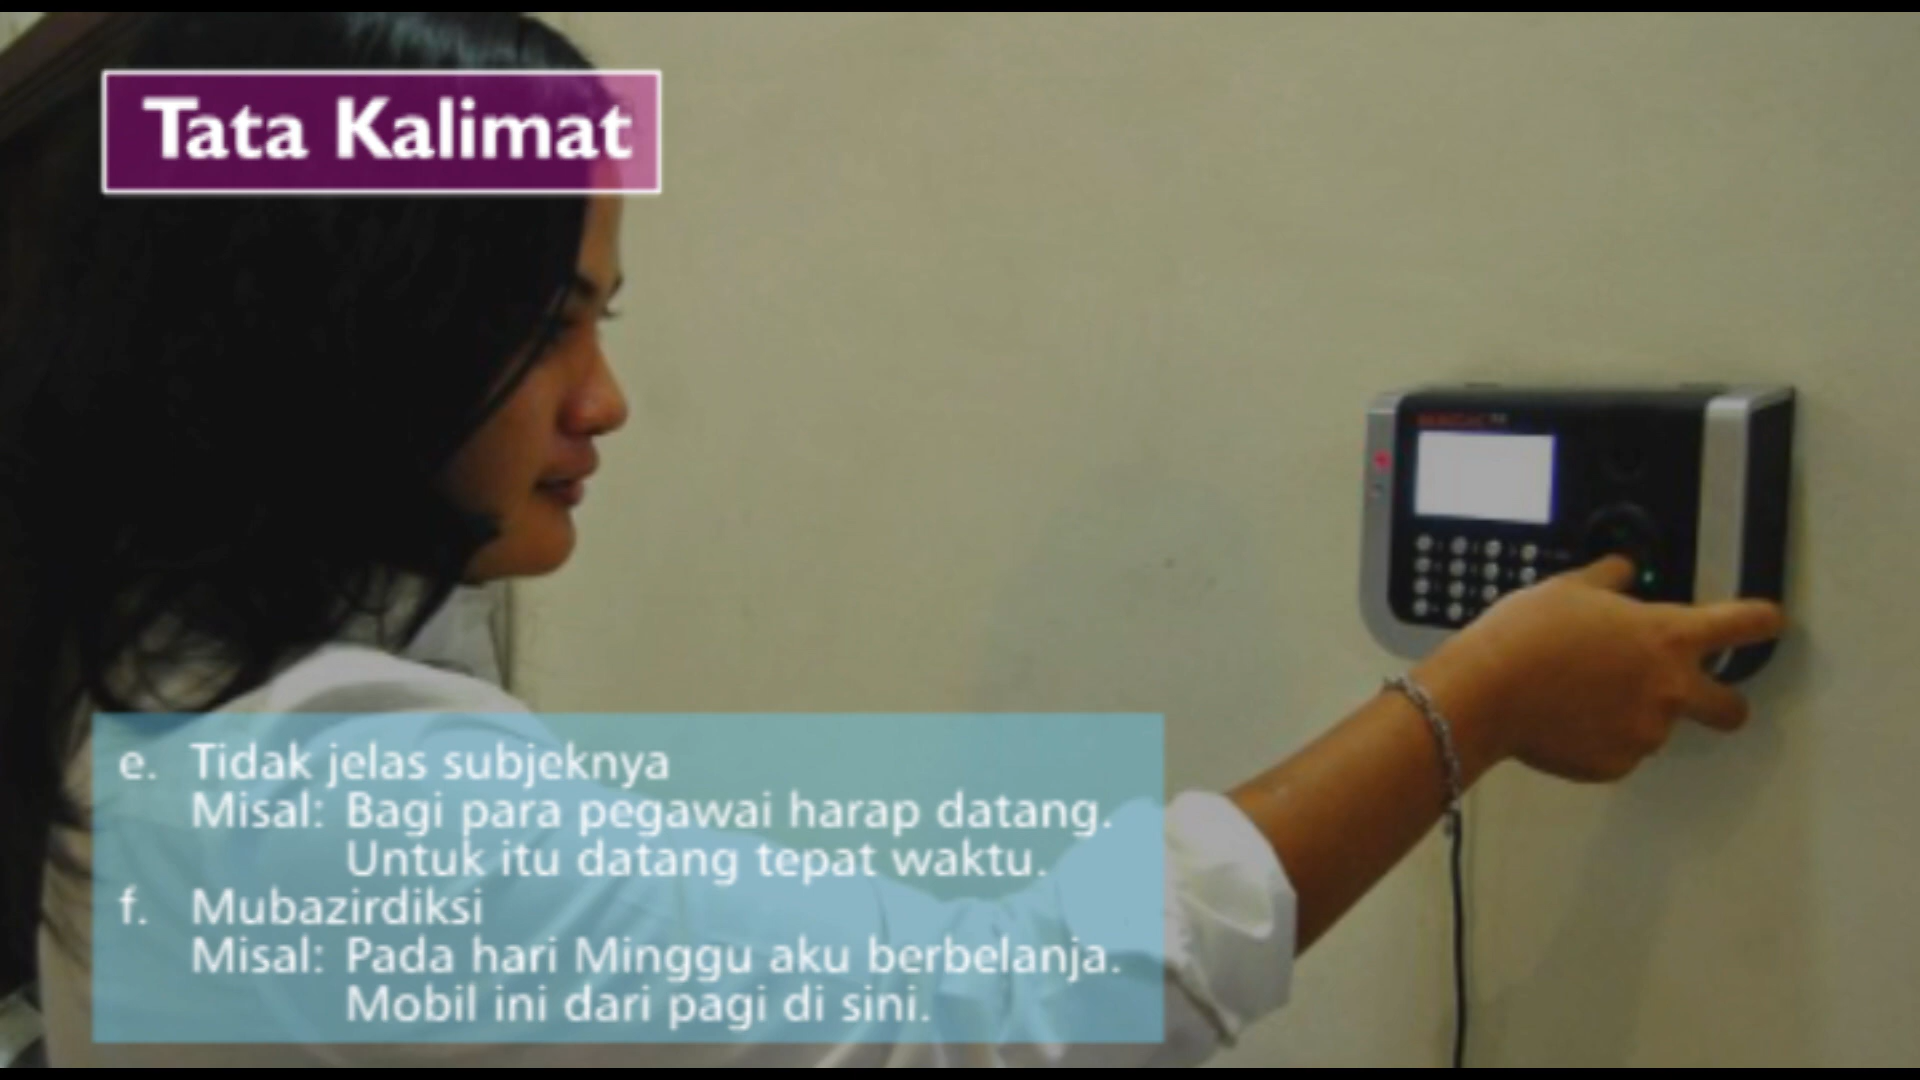 Tata Kalimat
e. Tidak jelas subjeknya
Misal: Bagi para pegawai harap datang.
Untuk itu datang tepat waktu.
f. Mubazirdiksi
Misal: Pada hari Minggu aku berbelanja.
Mobil ini dari pagi di sini.